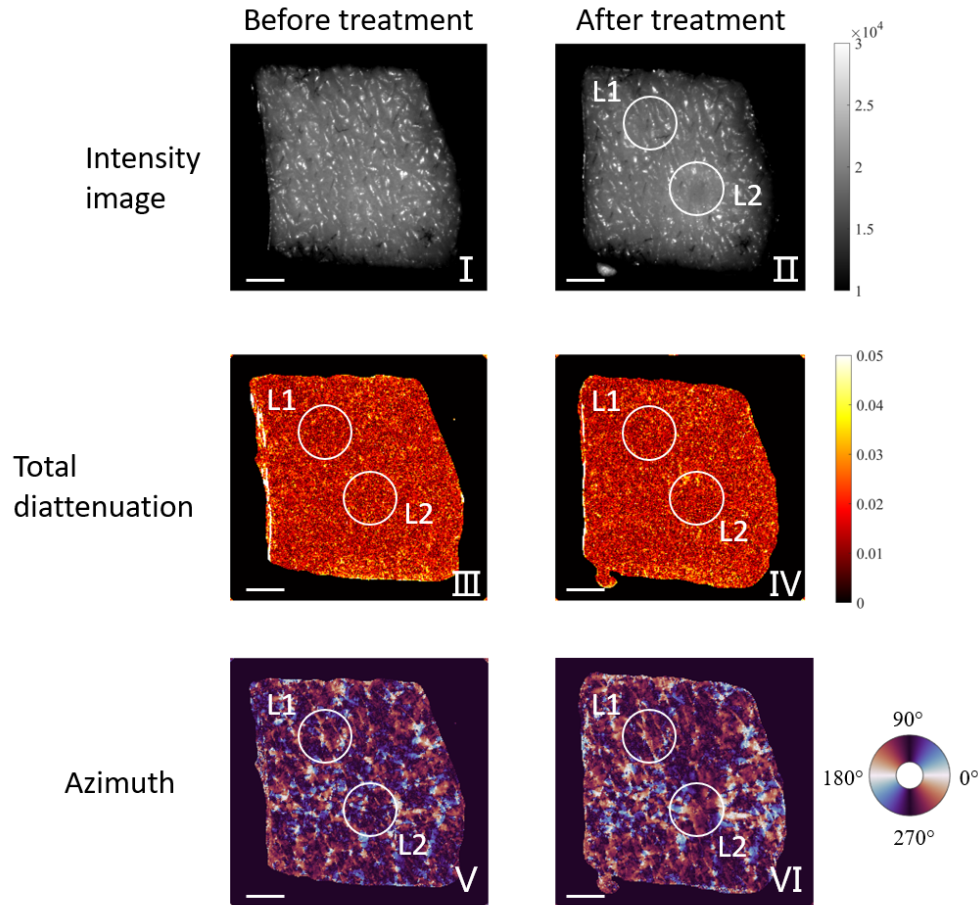 Before treatment
After treatment
×10⁴
3
2.5
2
1.5
1
Intensity
image
L1
L2
I
II
Total
diattenuation
L1
L2
III
L1
L2
IV
0.05
0.04
0.03
0.02
0.01
0
Azimuth
L1
L2
V
L1
L2
VI
90°
180°
0°
270°